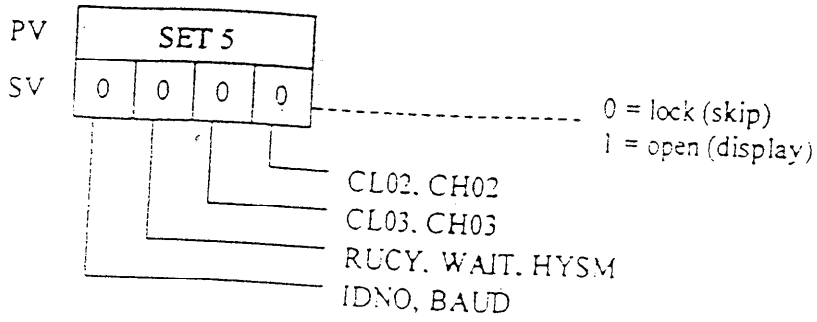 PV SET 5
SV 0 0 0 0
0 = lock (skip)
1 = open (display)
CL02. CH02
CL03. CH03
RUCY. WAIT. HYSM
IDNO, BAUD